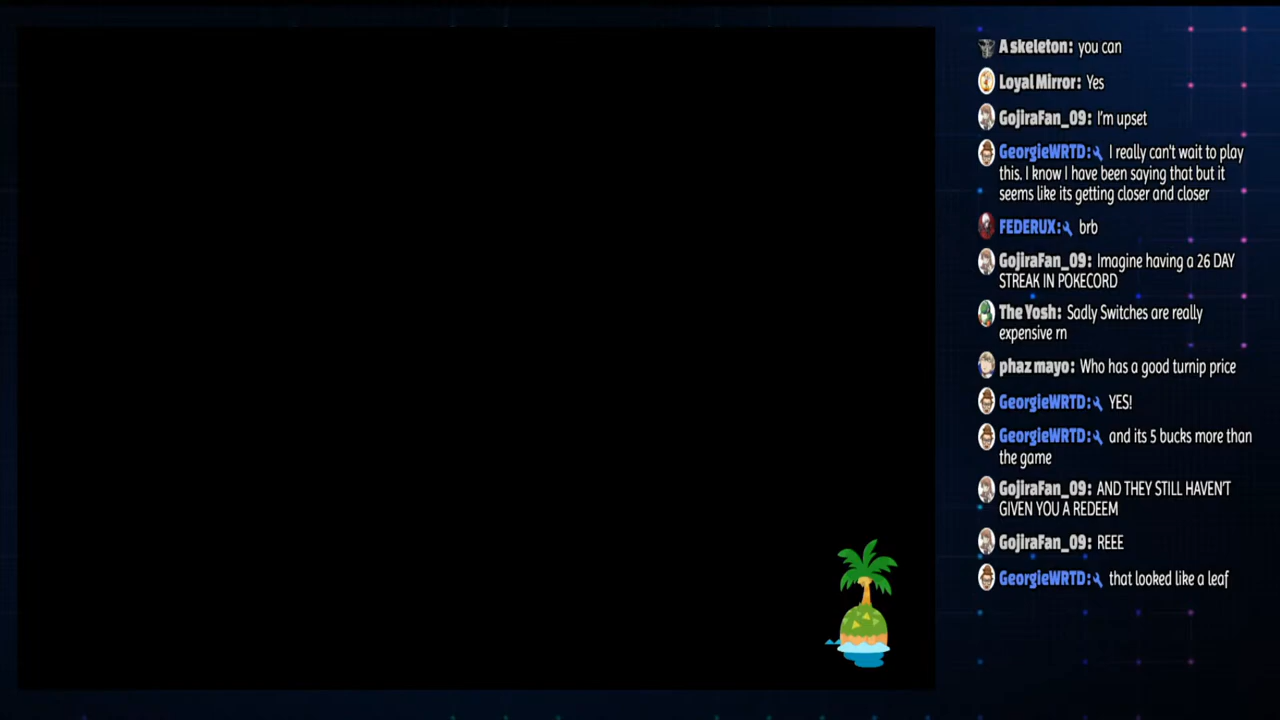 A skeleton: you can
Loyal Mirror: Yes
GojiraFan_09: I'm upset
GeorgieWRTD: I really can't wait to play
this. I know I have been saying that but it
seems like its getting closer and closer
FEDERUX: brb
GojiraFan_09: Imagine having a 26 DAY
STREAK IN POKECORD
The Yosh: Sadly Switches are really
expensive rn
phaz mayo: Who has a good turnip price
GeorgieWRTD: YES!
GeorgieWRTD: and its 5 bucks more than
the game
GojiraFan_09: AND THEY STILL HAVEN'T
GIVEN YOU A REDEEM
GojiraFan_09: REEE
GeorgieWRTD: that looked like a leaf